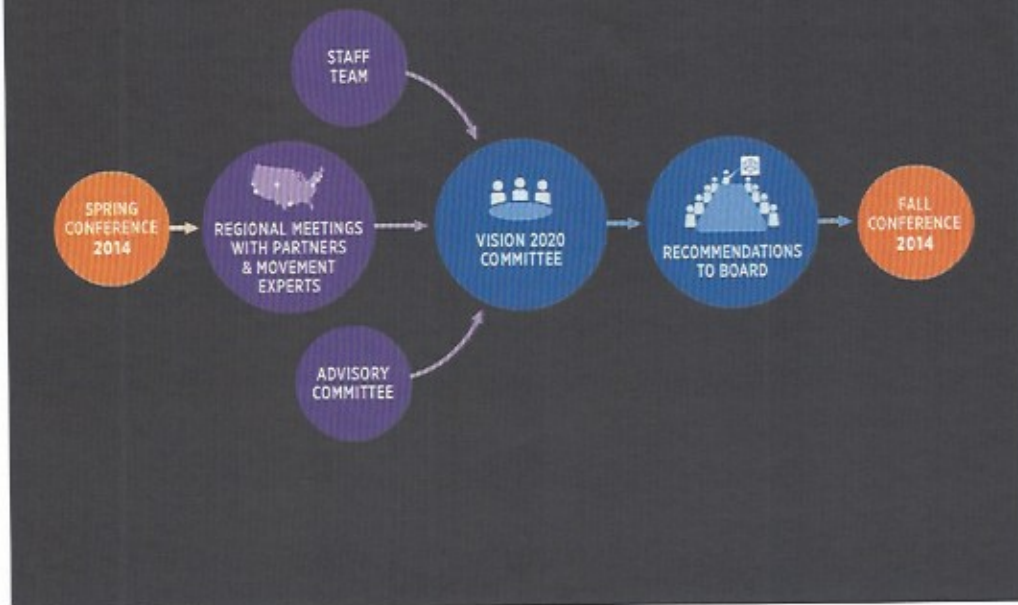 STAFF
TEAM
SPRING
CONFERENCE
2014
REGIONAL MEETINGS
WITH PARTNERS
& MOVEMENT
EXPERTS
VISION 2020
COMMITTEE
RECOMMENDATIONS
TO BOARD
FALL
CONFERENCE
2014
ADVISORY
COMMITTEE